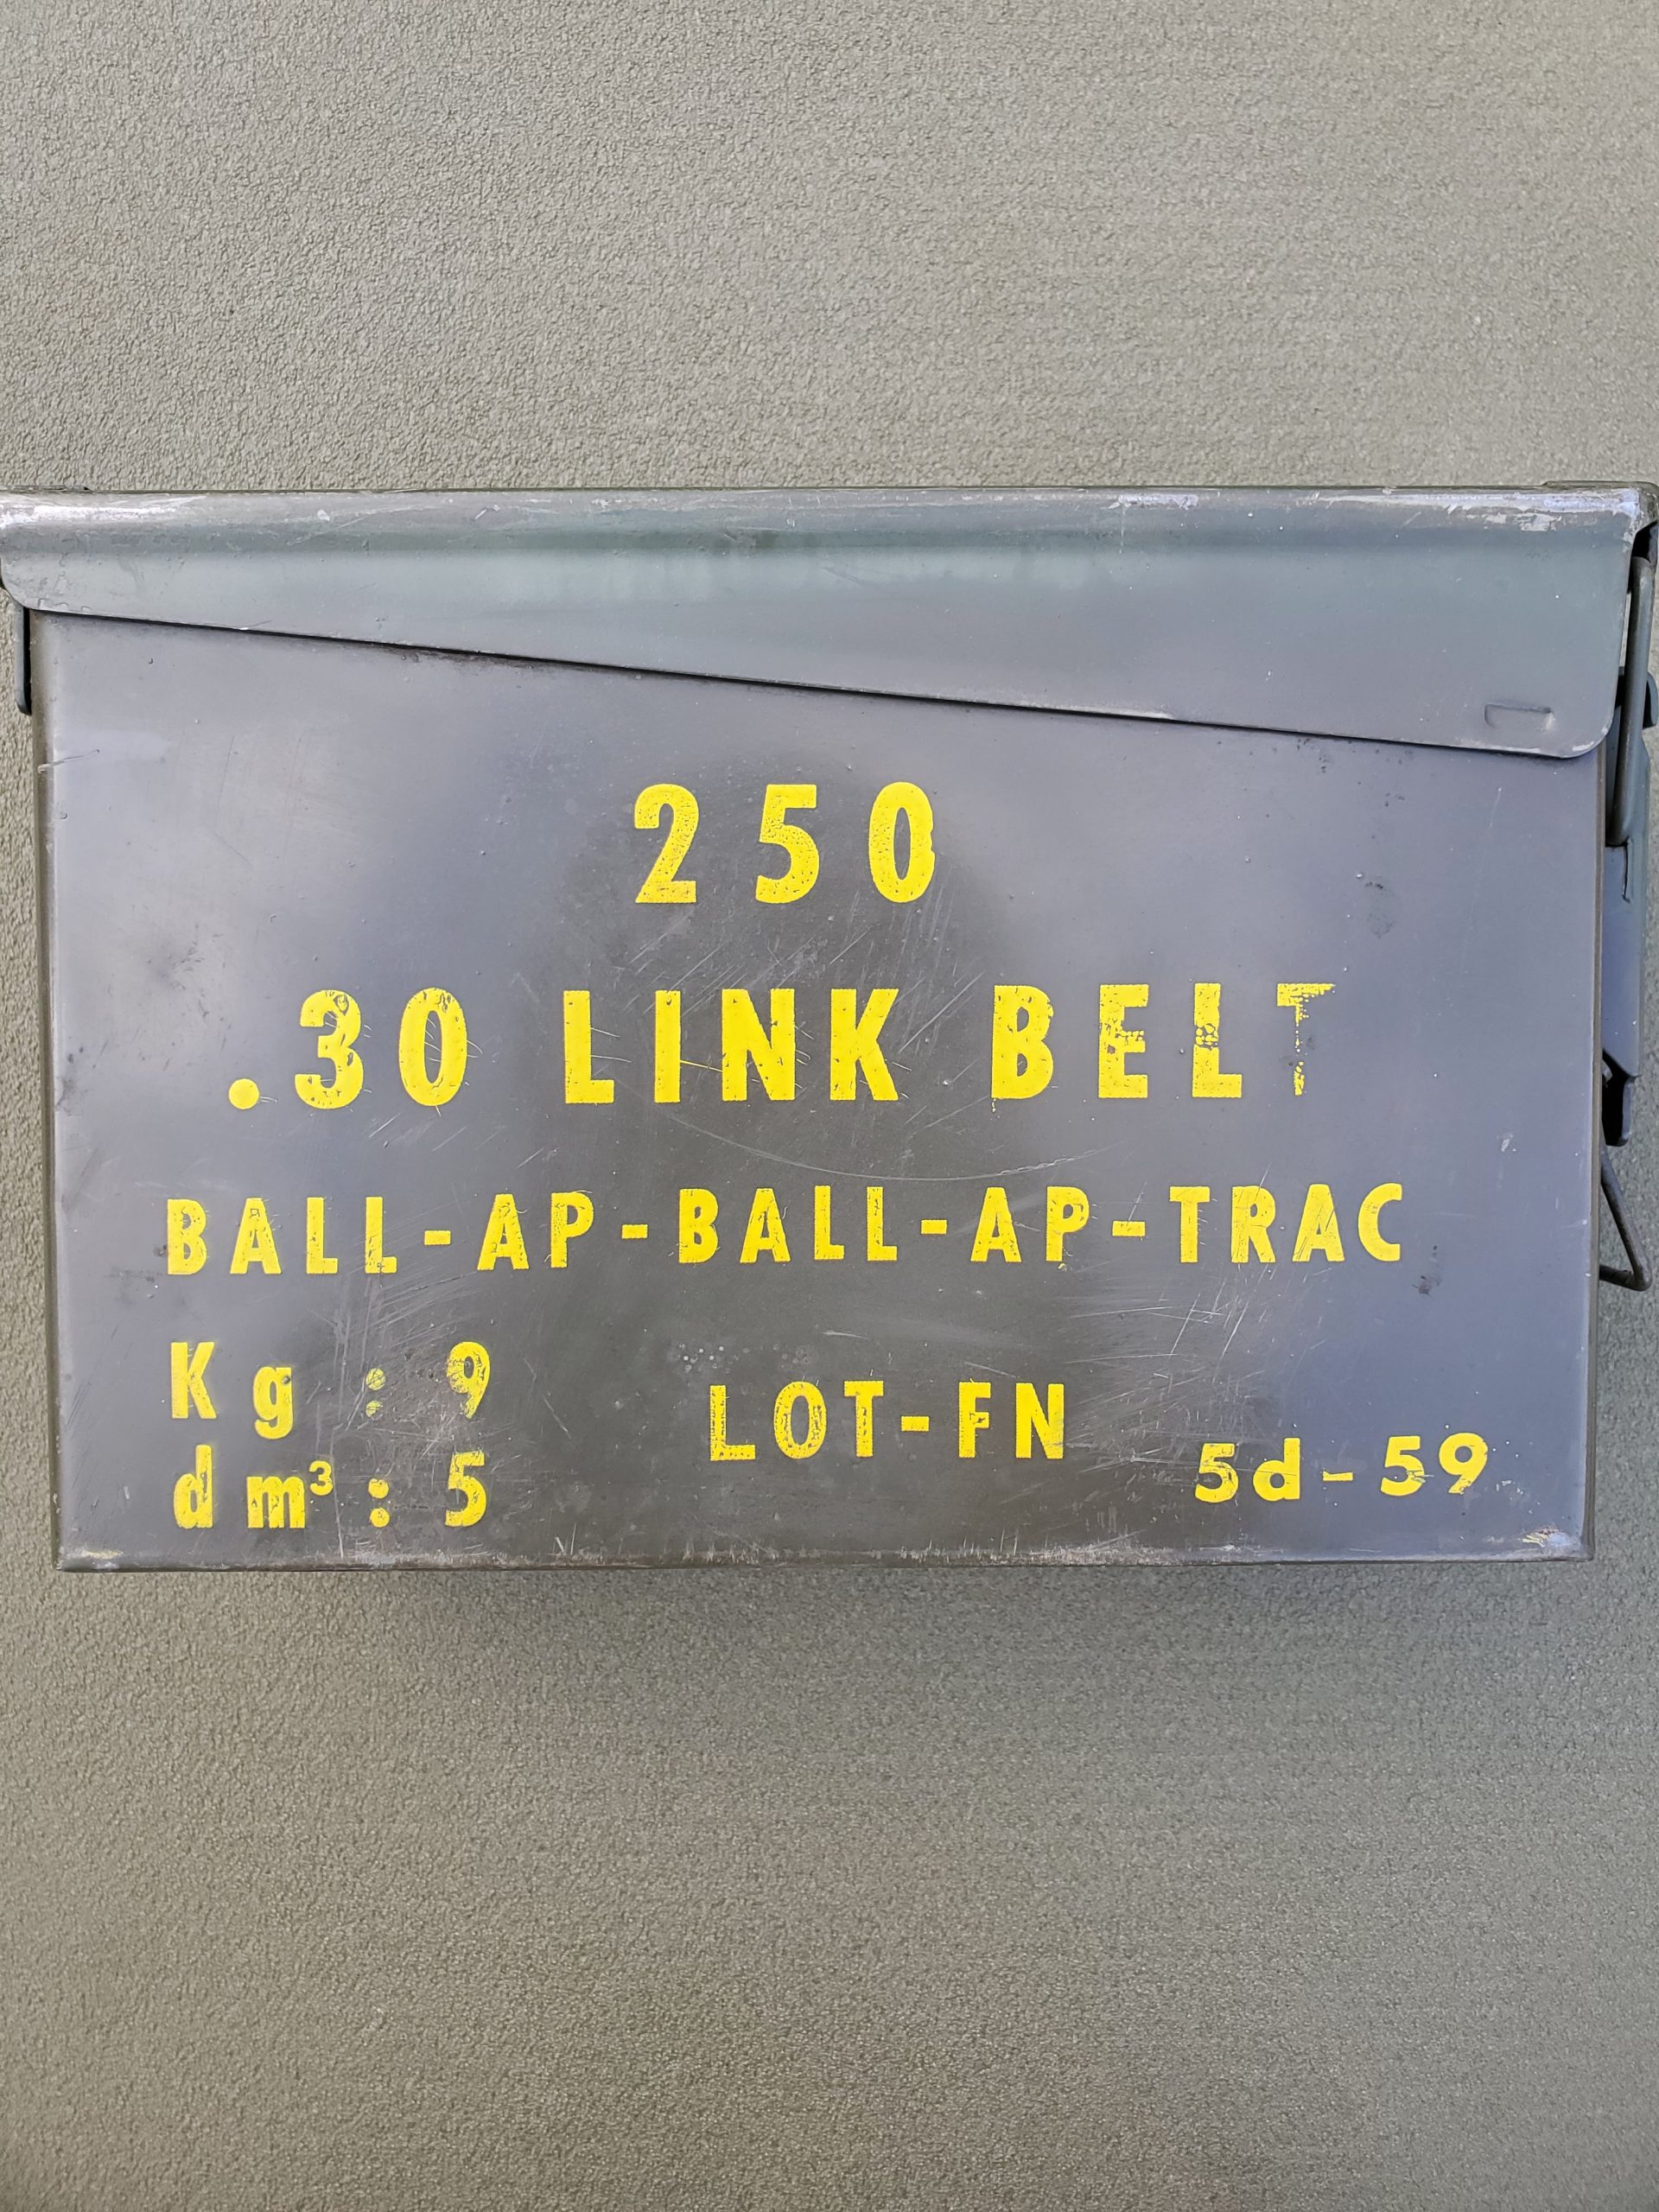 250
.30 LINK BELT
BALL-AP-BALL-AP-TRAC
Kg : 9
LOT-FN
dm³ : 5
5d-59